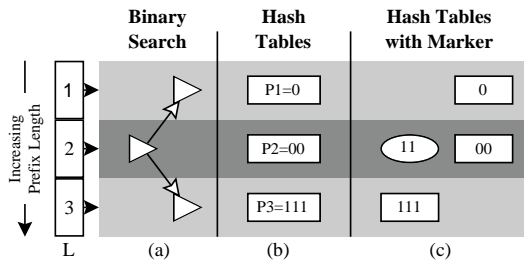 Binary Search
Hash Tables
Hash Tables with Marker
Increasing Prefix Length
1
P1=0
0
2
P2=00
11
00
3
P3=111
111
L
(a)
(b)
(c)